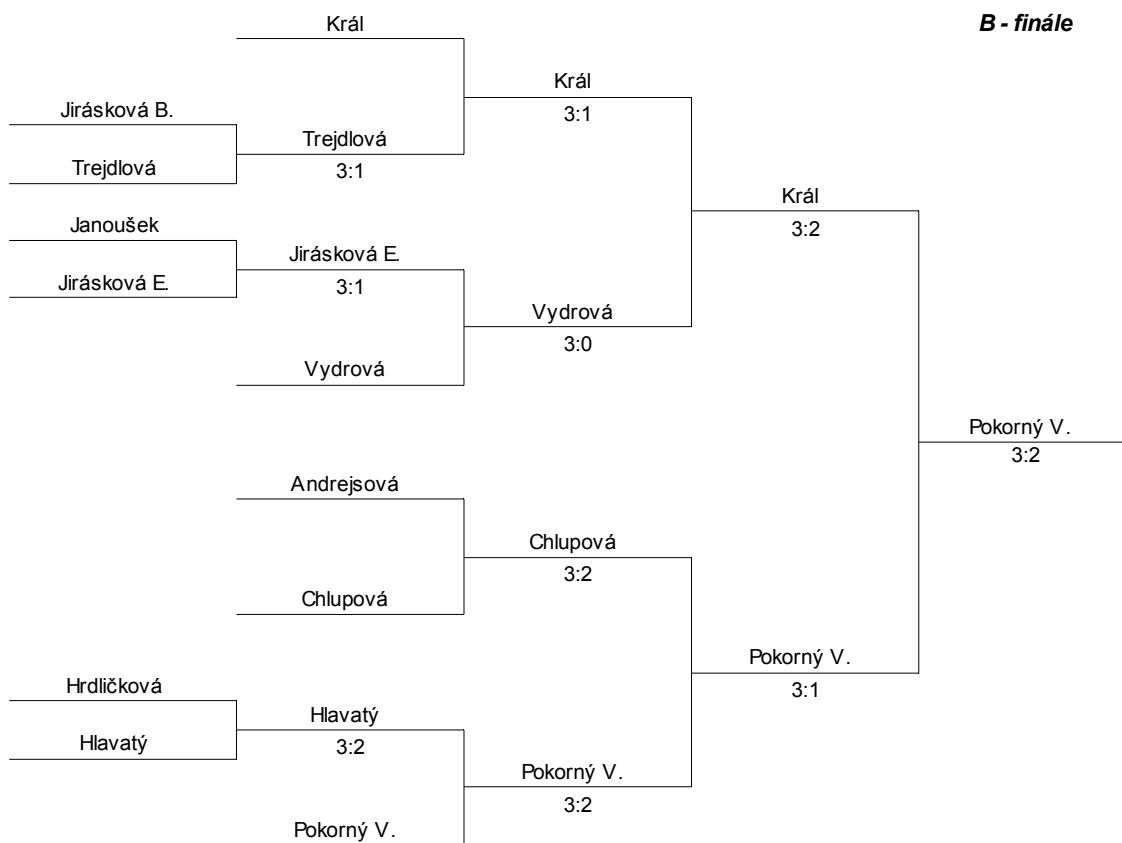 B - finále
Král
Král
3:1
Jirásková B.
Trejdlová
3:1
Trejdlová
Král
3:2
Janoušek
Jirásková E.
3:1
Jirásková E.
Vydrová
3:0
Vydrová
Pokorný V.
3:2
Andrejsová
Chlupová
3:2
Chlupová
Pokorný V.
3:1
Hrdličková
Hlavatý
3:2
Hlavatý
Pokorný V.
3:2
Pokorný V.